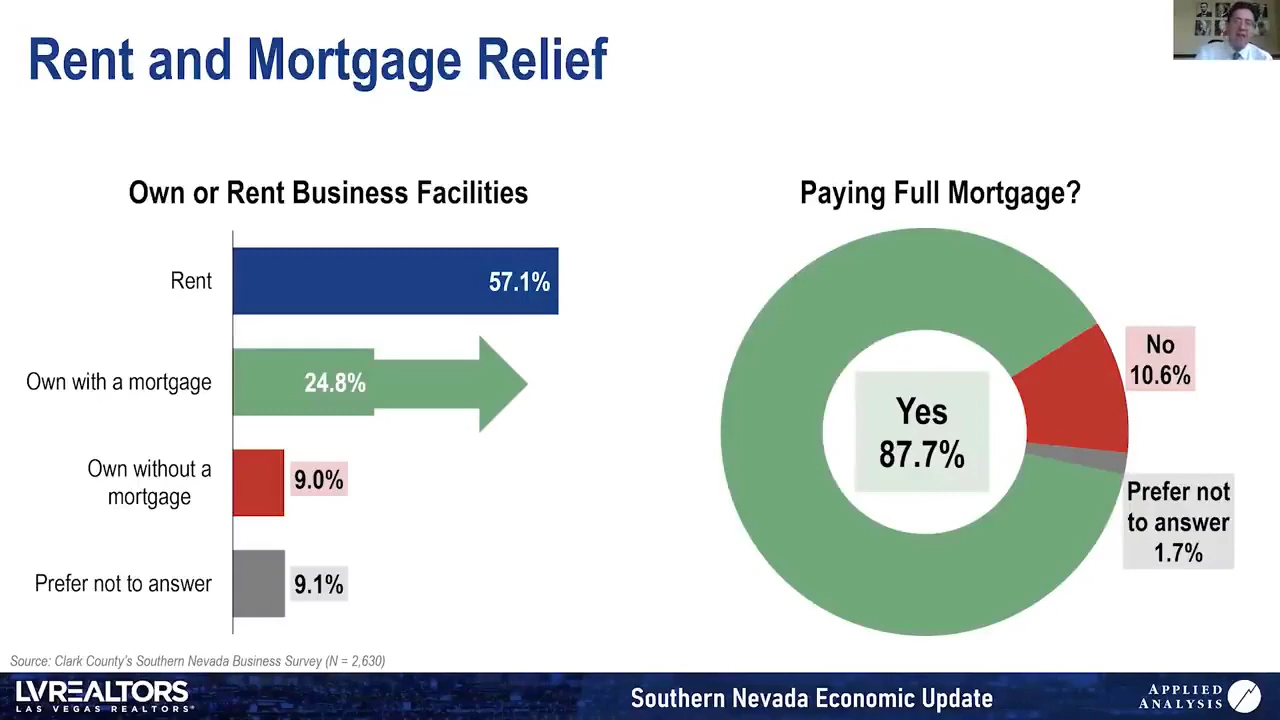 Rent and Mortgage Relief
Own or Rent Business Facilities
Rent
57.1%
Own with a mortgage
24.8%
Own without a
mortgage
9.0%
Prefer not to answer
9.1%
Paying Full Mortgage?
Yes
87.7%
No
10.6%
Prefer not
to answer
1.7%
Source: Clark County's Southern Nevada Business Survey (N = 2,630)
LVREALTORS
LAS VEGAS REALTORS®
Southern Nevada Economic Update
APPLIED
ANALYSIS